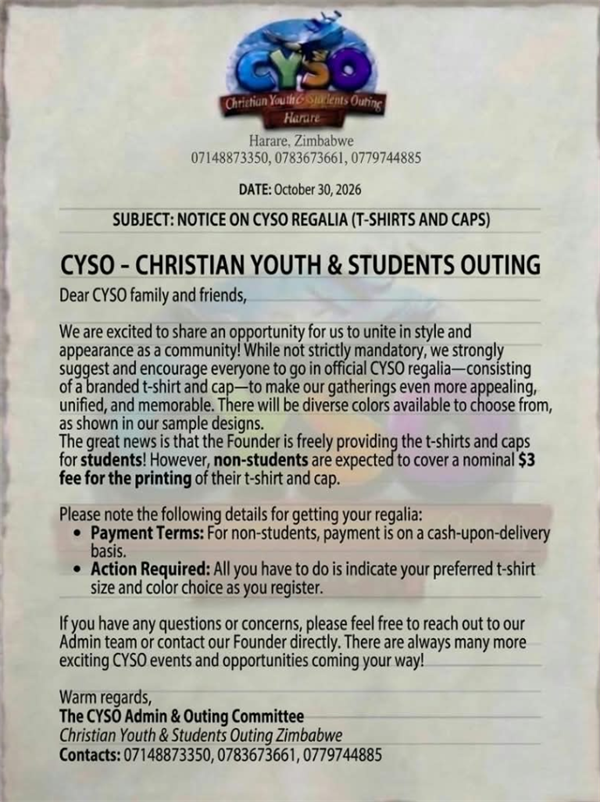 CYSO
Christian Youth & Students Outing
Harare
Harare, Zimbabwe
07148873350, 0783673661, 0779744885
DATE: October 30, 2026
SUBJECT: NOTICE ON CYSO REGALIA (T-SHIRTS AND CAPS)
CYSO – CHRISTIAN YOUTH & STUDENTS OUTING
Dear CYSO family and friends,
We are excited to share an opportunity for us to unite in style and
appearance as a community! While not strictly mandatory, we strongly
suggest and encourage everyone to go in official CYSO regalia—consisting
of a branded t-shirt and cap—to make our gatherings even more appealing,
unified, and memorable. There will be diverse colors available to choose from,
as shown in our sample designs.
The great news is that the Founder is freely providing the t-shirts and caps
for students! However, non-students are expected to cover a nominal $3
fee for the printing of their t-shirt and cap.
Please note the following details for getting your regalia:
• Payment Terms: For non-students, payment is on a cash-upon-delivery
basis.
• Action Required: All you have to do is indicate your preferred t-shirt
size and color choice as you register.
If you have any questions or concerns, please feel free to reach out to our
Admin team or contact our Founder directly. There are always many more
exciting CYSO events and opportunities coming your way!
Warm regards,
The CYSO Admin & Outing Committee
Christian Youth & Students Outing Zimbabwe
Contacts: 07148873350, 0783673661, 0779744885